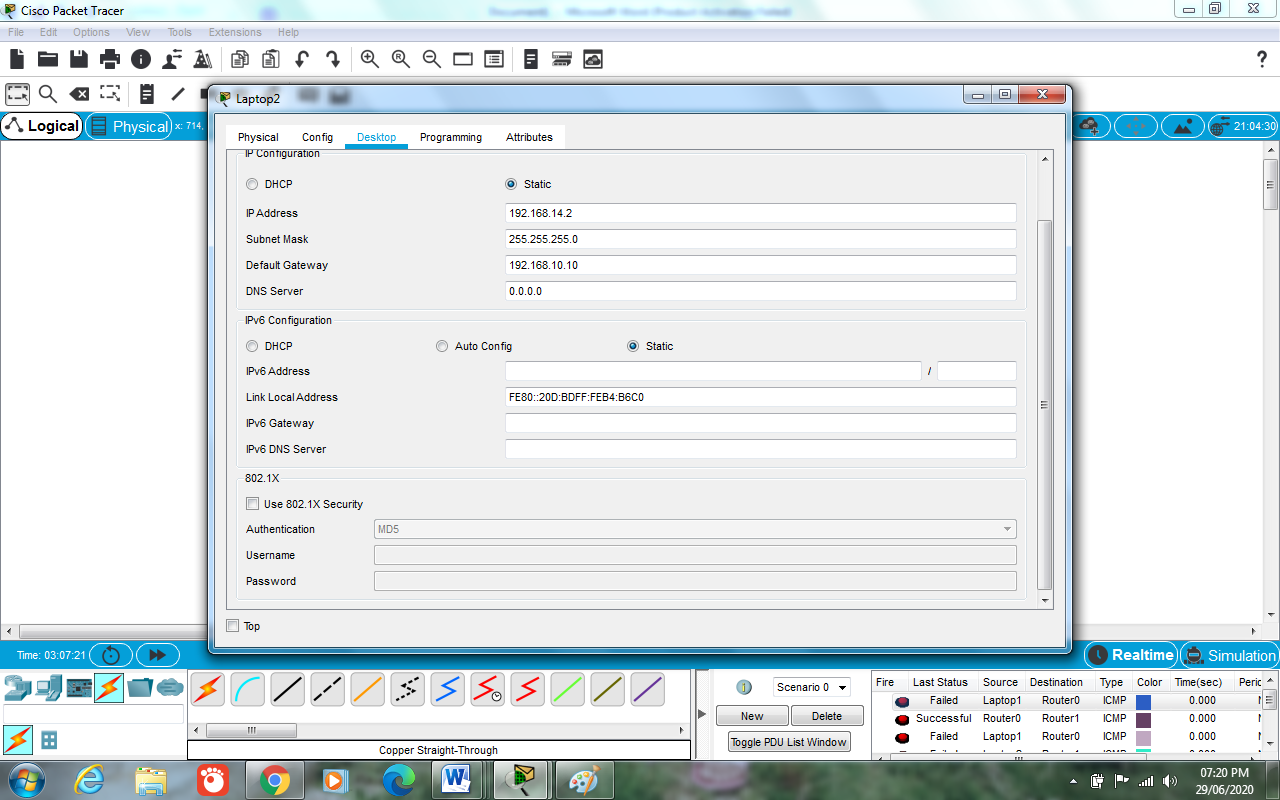 Cisco Packet Tracer
File Edit Options View Tools Extensions Help
Laptop2
Logical Physical x: 714, 21:04:30
Physical Config Desktop Programming Attributes
IP Configuration
DHCP Static
IP Address 192.168.14.2
Subnet Mask 255.255.255.0
Default Gateway 192.168.10.10
DNS Server 0.0.0.0
IPv6 Configuration
DHCP Auto Config Static
IPv6 Address /
Link Local Address FE80::20D:BDFF:FEB4:B6C0
IPv6 Gateway
IPv6 DNS Server
802.1X
Use 802.1X Security
Authentication MD5
Username
Password
Top
Time: 03:07:21 Realtime Simulation
Scenario 0
New Delete
Toggle PDU List Window
Fire Last Status Source Destination Type Color Time(sec) Perio
Failed Laptop1 Router0 ICMP 0.000
Successful Router0 Router1 ICMP 0.000
Failed Laptop1 Router0 ICMP 0.000
Copper Straight-Through
07:20 PM
29/06/2020